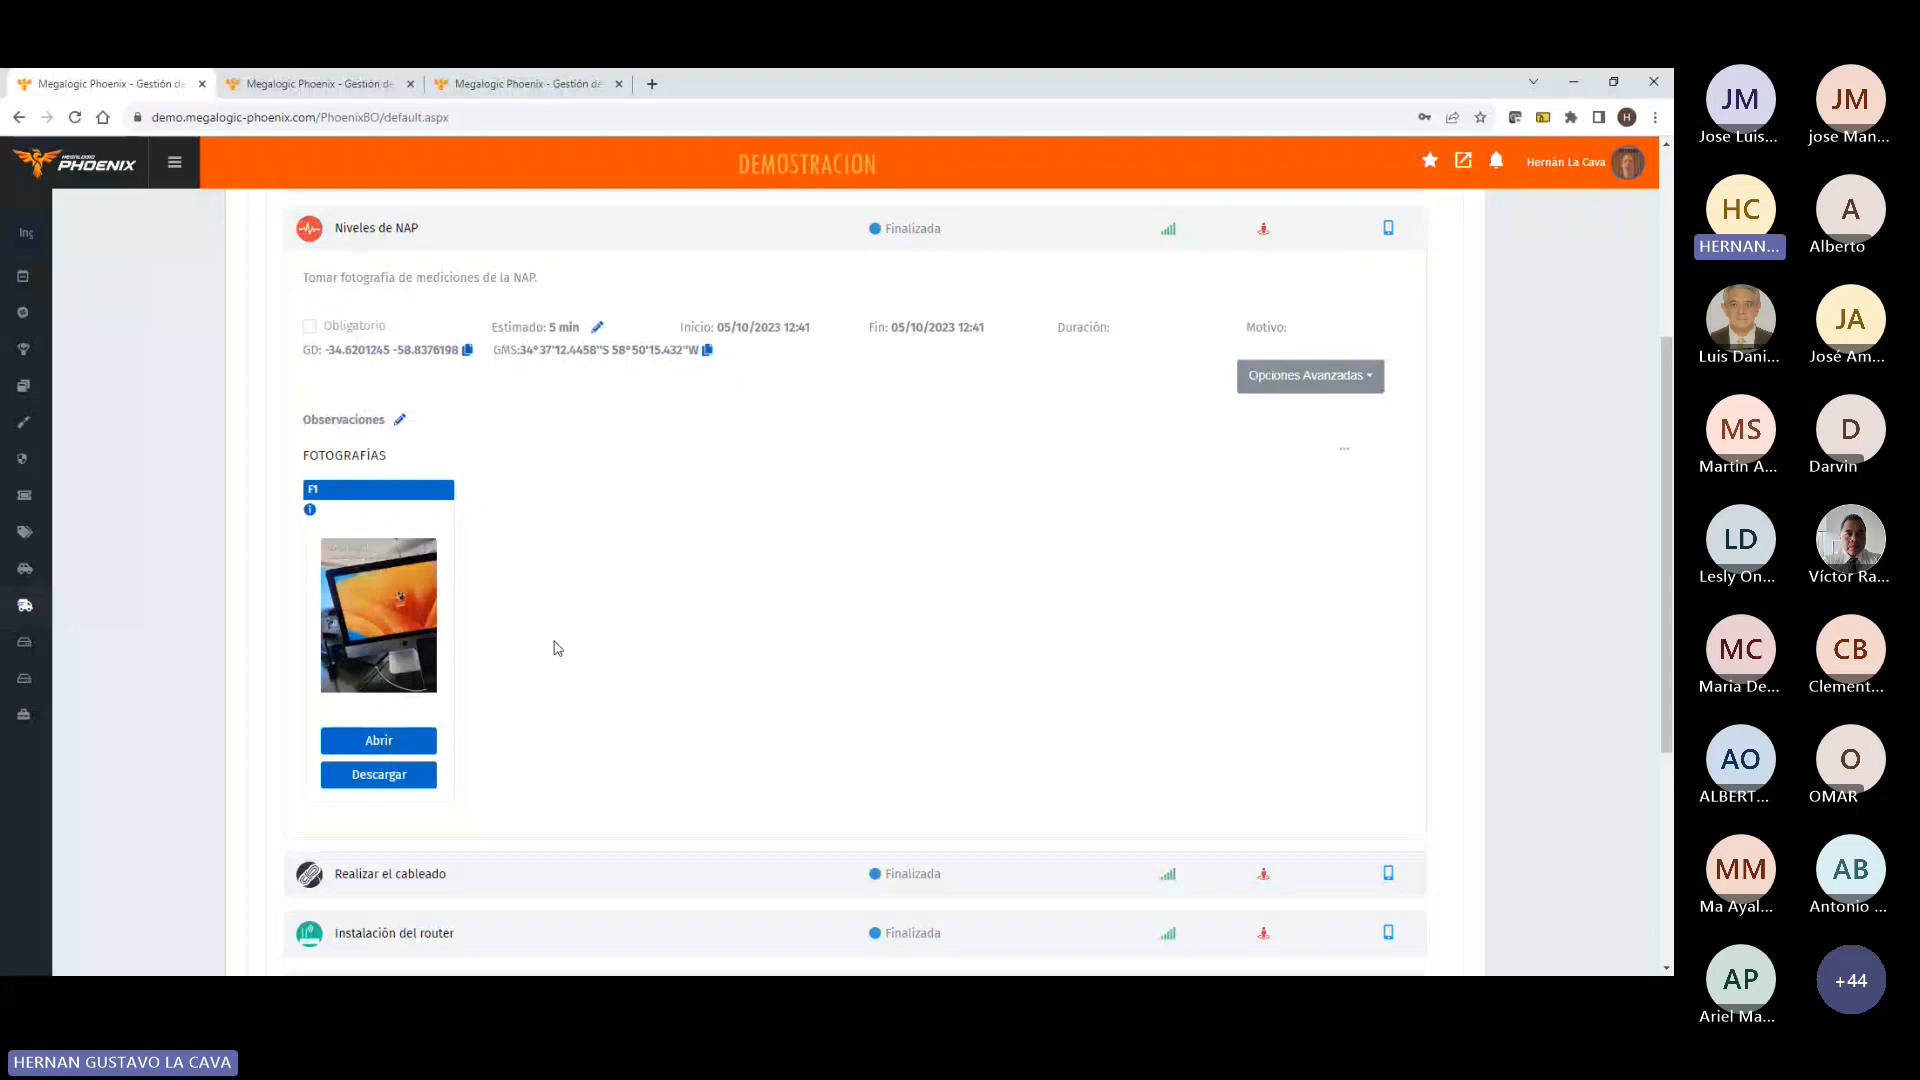 Megalogic Phoenix - Gestión de
Megalogic Phoenix - Gestión de
Megalogic Phoenix - Gestión de
demo.megalogic-phoenix.com/PhoenixBO/default.aspx
H
MEGALOGIC
PHOENIX
DEMOSTRACION
Hernán La Cava
Ing
Niveles de NAP
Finalizada
Tomar fotografía de mediciones de la NAP.
Obligatorio
Estimado: 5 min
Inicio: 05/10/2023 12:41
Fin: 05/10/2023 12:41
Duración:
Motivo:
GD: -34.6201245 -58.8376198
GMS:34°37'12.4458''S 58°50'15.432''W
Opciones Avanzadas
Observaciones
FOTOGRAFÍAS
F1
Abrir
Descargar
Realizar el cableado
Finalizada
Instalación del router
Finalizada
JM
Jose Luis...
JM
jose Man...
HC
HERNAN...
A
Alberto
Luis Dani...
JA
José Am...
MS
Martin A...
D
Darvin
LD
Lesly On...
Víctor Ra...
MC
Maria De...
CB
Clement...
AO
ALBERT...
O
OMAR
MM
Ma Ayal...
AB
Antonio ...
AP
Ariel Ma...
+44
HERNAN GUSTAVO LA CAVA